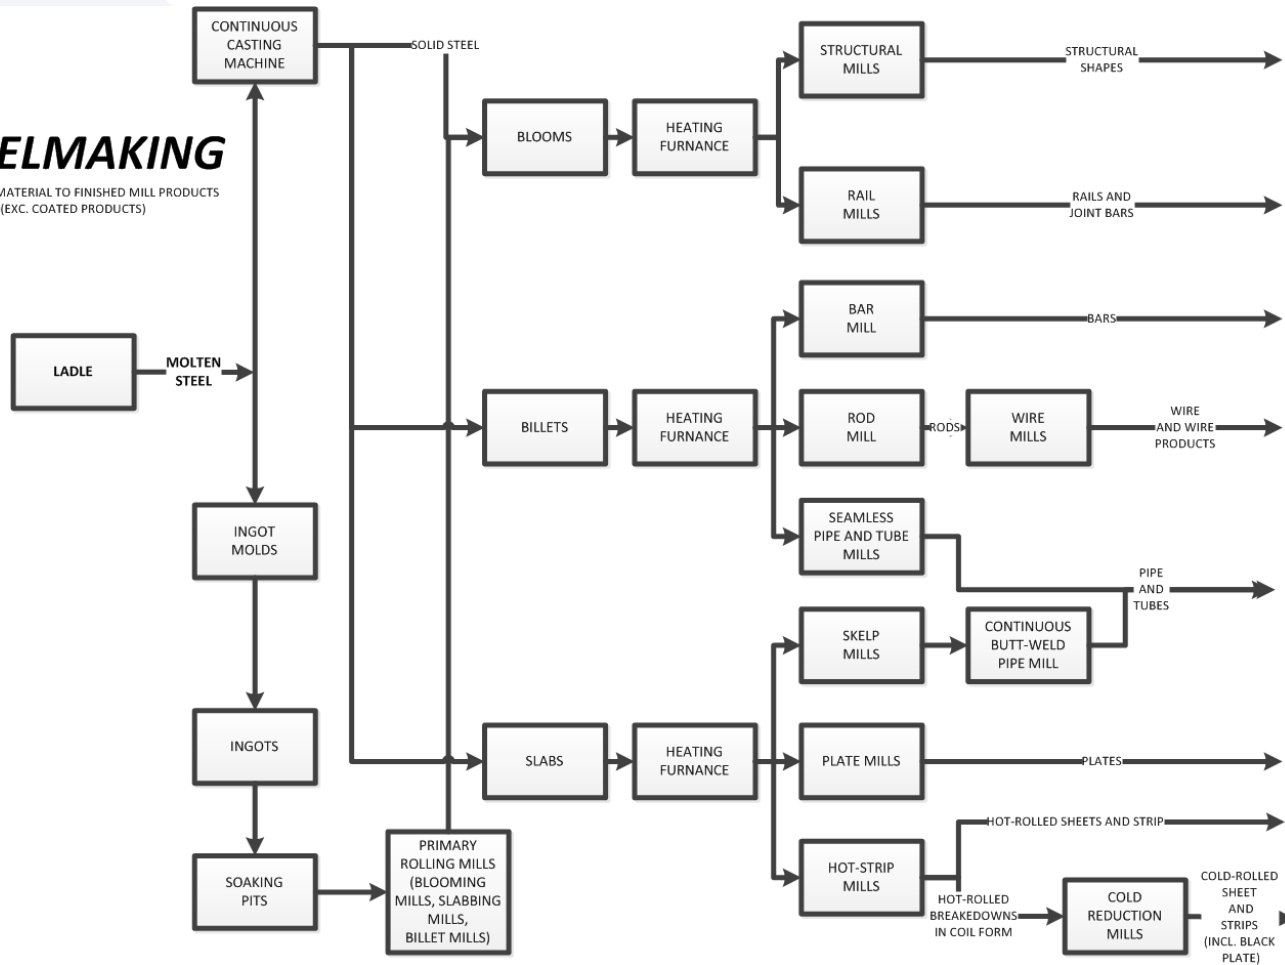 CONTINUOUS
CASTING
MACHINE
SOLID STEEL
STRUCTURAL
MILLS
STRUCTURAL
SHAPES
BLOOMS
HEATING
FURNANCE
ELMAKING
MATERIAL TO FINISHED MILL PRODUCTS
(EXC. COATED PRODUCTS)
RAIL
MILLS
RAILS AND
JOINT BARS
BAR
MILL
BARS
LADLE
MOLTEN
STEEL
BILLETS
HEATING
FURNANCE
ROD
MILL
RODS
WIRE
MILLS
WIRE
AND WIRE
PRODUCTS
INGOT
MOLDS
SEAMLESS
PIPE AND TUBE
MILLS
PIPE
AND
TUBES
SKELP
MILLS
CONTINUOUS
BUTT-WELD
PIPE MILL
INGOTS
SLABS
HEATING
FURNANCE
PLATE MILLS
PLATES
HOT-ROLLED SHEETS AND STRIP
SOAKING
PITS
PRIMARY
ROLLING MILLS
(BLOOMING
MILLS, SLABBING
MILLS,
BILLET MILLS)
HOT-STRIP
MILLS
HOT-ROLLED
BREAKEDOWNS
IN COIL FORM
COLD
REDUCTION
MILLS
COLD-ROLLED
SHEET
AND
STRIPS
(INCL. BLACK
PLATE)